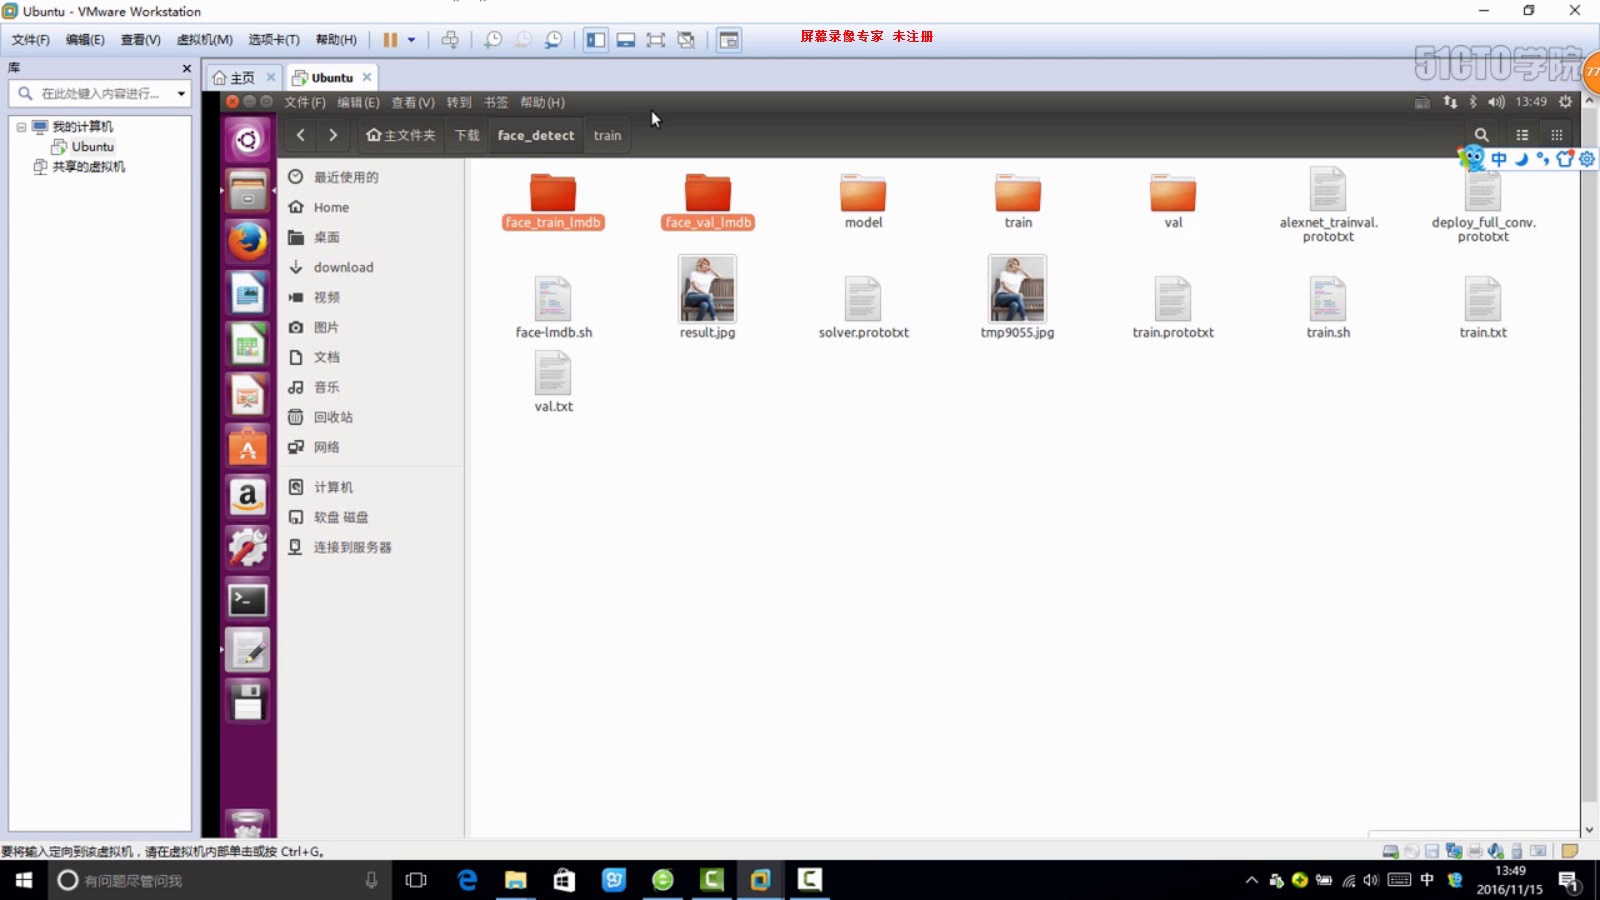 Ubuntu - VMware Workstation
文件(F) 编辑(E) 查看(V) 虚拟机(M) 选项卡(T) 帮助(H)
屏幕录像专家 未注册
51CTO学院
77
库
在此处键入内容进行...
我的计算机
Ubuntu
共享的虚拟机
主页
Ubuntu
文件(F) 编辑(E) 查看(V) 转到 书签 帮助(H)
13:49
主文件夹 下载 face_detect train
中
最近使用的
Home
桌面
download
视频
图片
文档
音乐
回收站
网络
计算机
软盘 磁盘
连接到服务器
face_train_lmdb
face_val_lmdb
model
train
val
alexnet_trainval.
prototxt
deploy_full_conv.
prototxt
face-lmdb.sh
result.jpg
solver.prototxt
tmp9055.jpg
train.prototxt
train.sh
train.txt
val.txt
要将输入定向到该虚拟机，请在虚拟机内部单击或按 Ctrl+G。
有问题尽管问我
中
13:49
2016/11/15
1